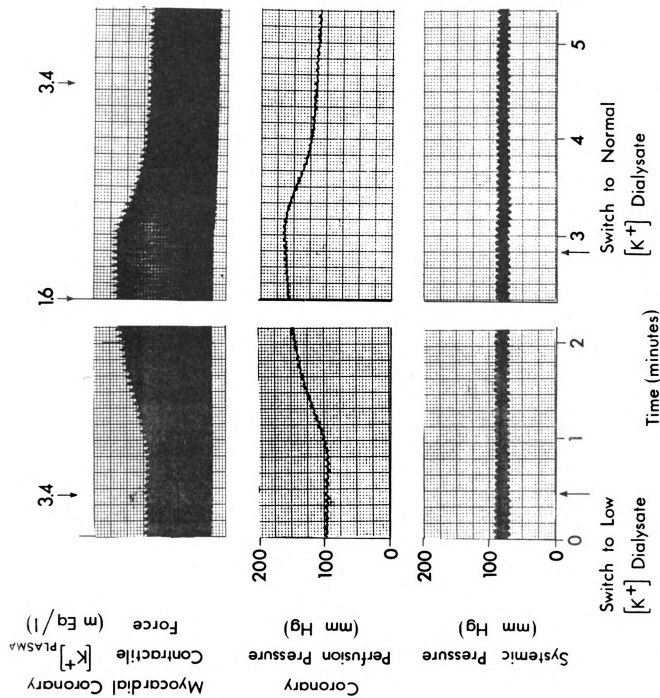 3.4
1.6
3.4
Myocardial Coronary
Contractile [K+]PLASMA
Force (m Eq/l)
Coronary
Perfusion Pressure
(mm Hg)
200
100
0
Systemic Pressure
(mm Hg)
200
100
0
0 1 2 3 4 5
Switch to Low
[K+] Dialysate
Time (minutes)
Switch to Normal
[K+] Dialysate